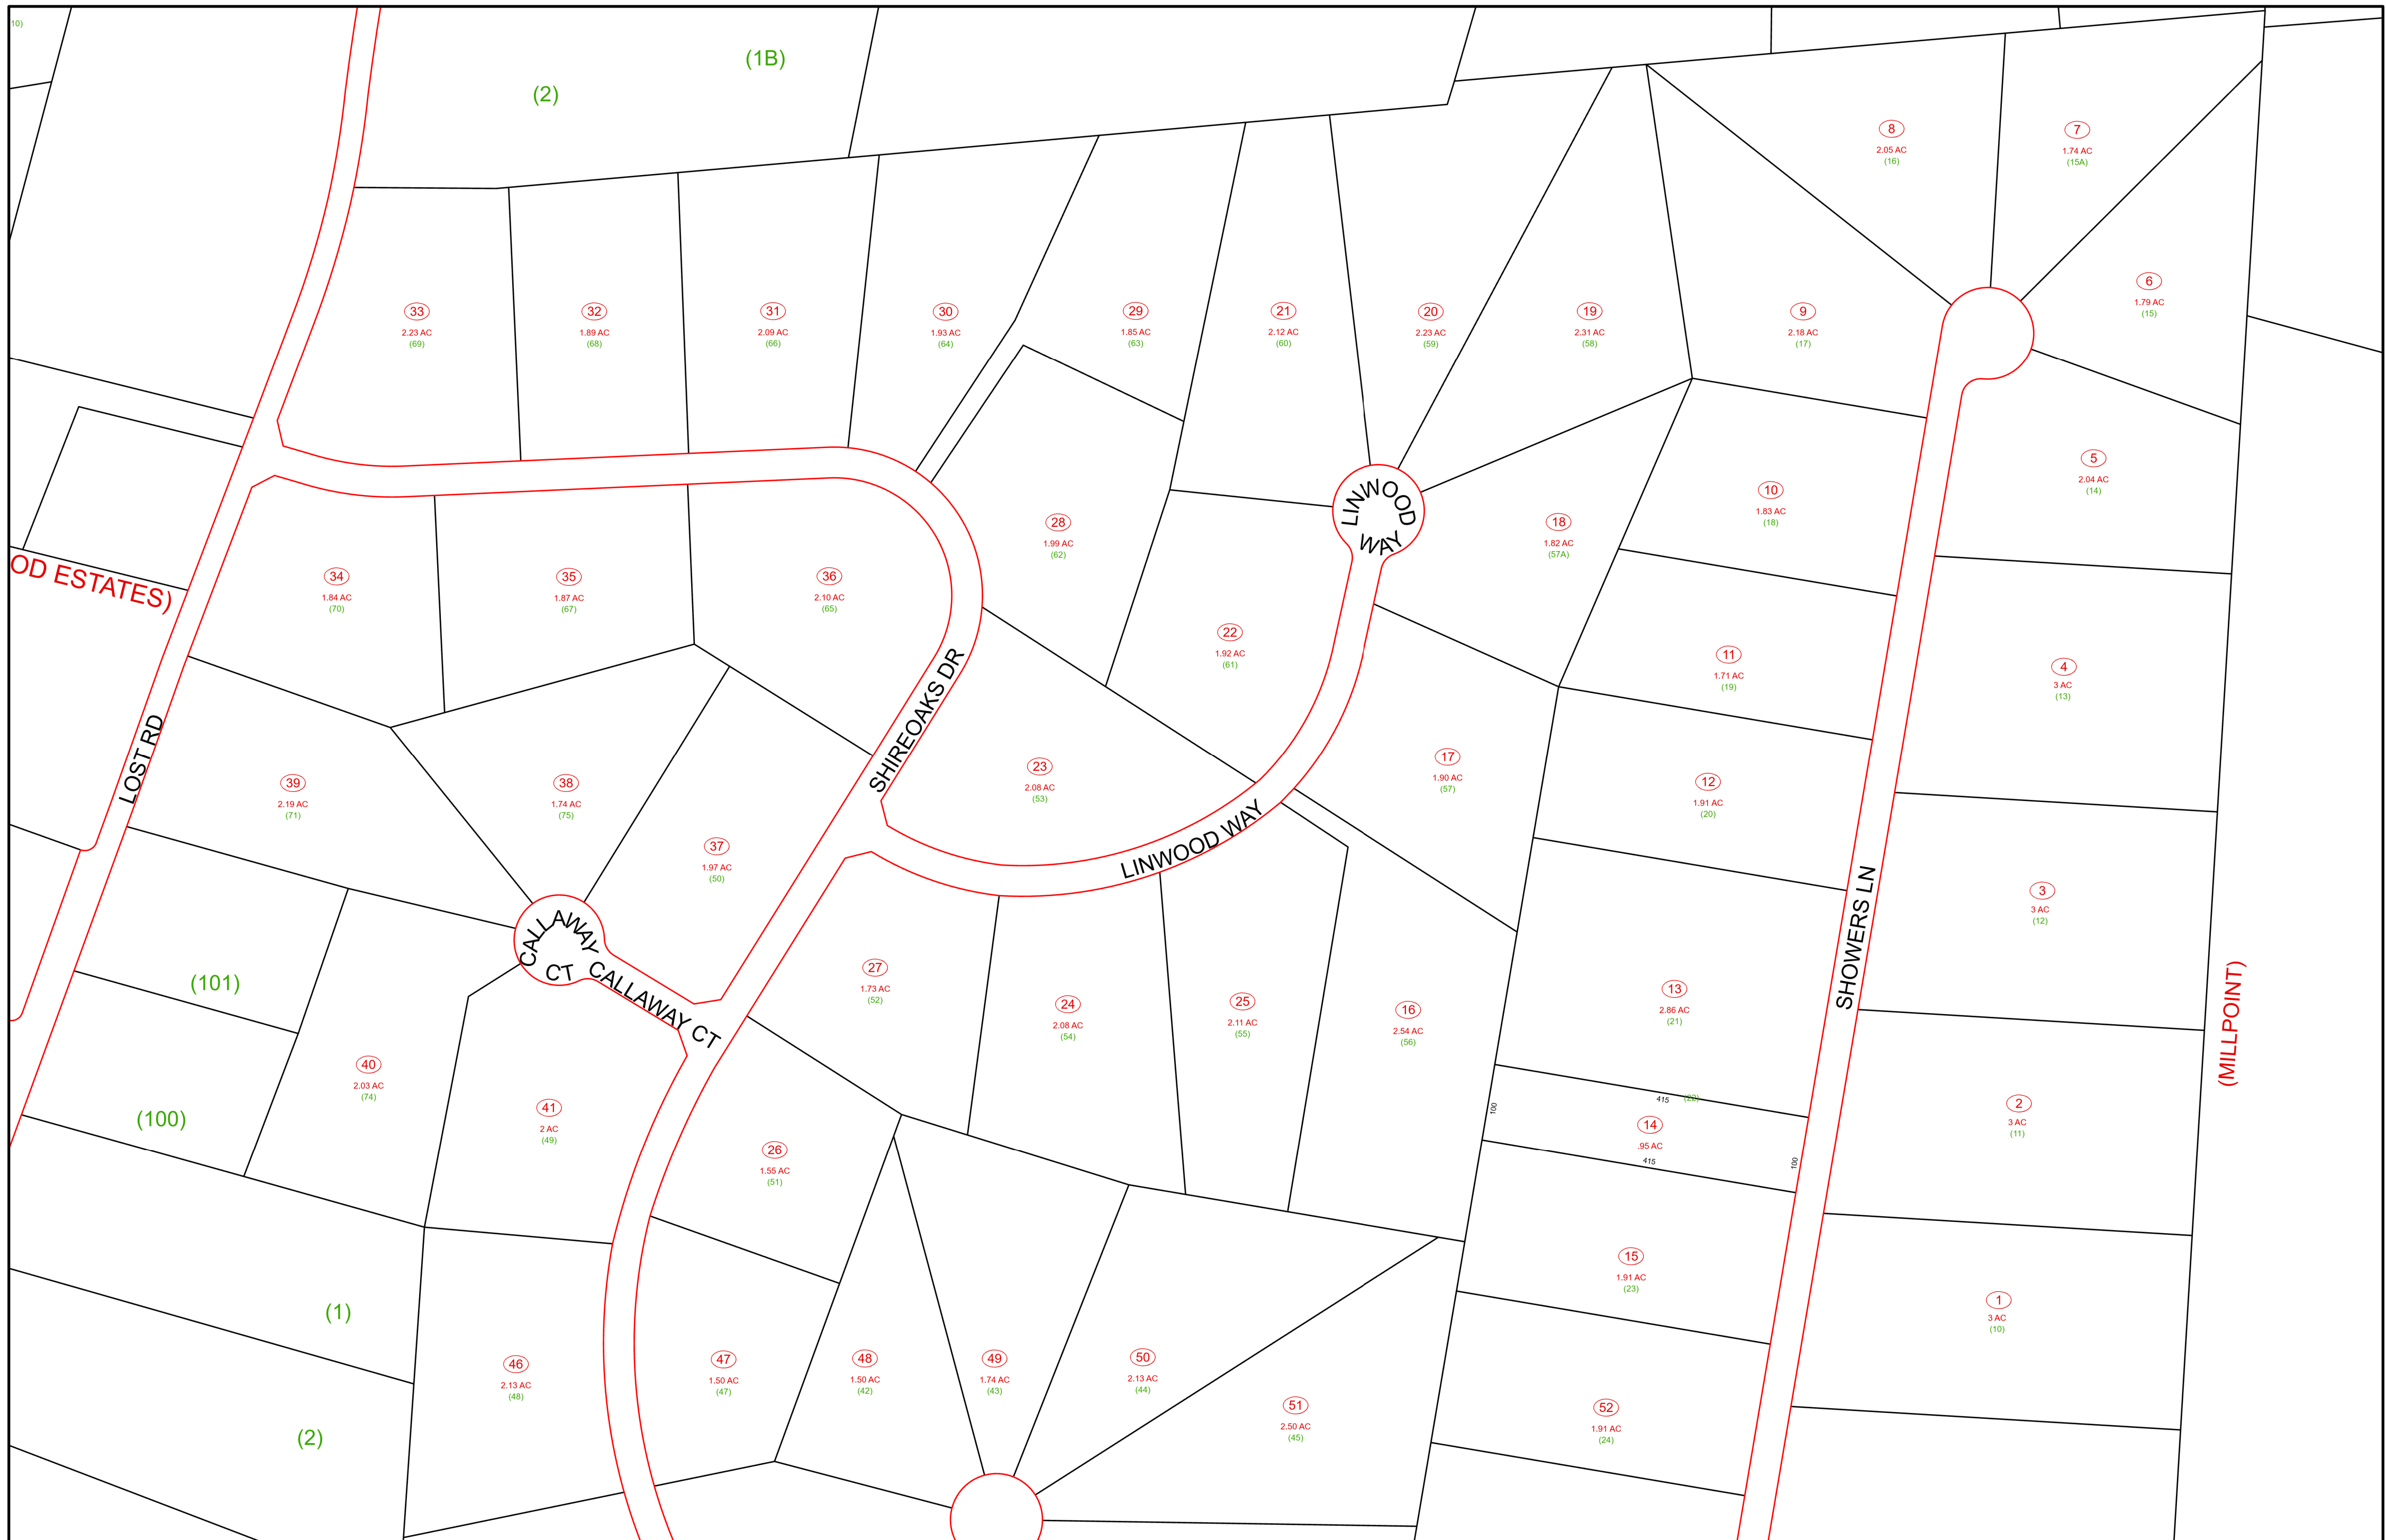 10)
(1B)
(2)
8
2.05 AC
(16)
7
1.74 AC
(15A)
6
1.79 AC
(15)
33
2.23 AC
(69)
32
1.89 AC
(68)
31
2.09 AC
(66)
30
1.93 AC
(64)
29
1.85 AC
(63)
21
2.12 AC
(60)
20
2.23 AC
(59)
19
2.31 AC
(58)
9
2.18 AC
(17)
5
2.04 AC
(14)
10
1.83 AC
(18)
LINWOOD
WAY
28
1.99 AC
(62)
18
1.82 AC
(57A)
OD ESTATES)
34
1.84 AC
(70)
35
1.87 AC
(67)
36
2.10 AC
(65)
22
1.92 AC
(61)
11
1.71 AC
(19)
4
3 AC
(13)
SHIREOAKS DR
LOST RD
39
2.19 AC
(71)
38
1.74 AC
(75)
23
2.08 AC
(53)
17
1.90 AC
(57)
12
1.91 AC
(20)
37
1.97 AC
(50)
LINWOOD WAY
3
3 AC
(12)
SHOWERS LN
CALLAWAY
CT
CALLAWAY CT
(101)
27
1.73 AC
(52)
24
2.08 AC
(54)
25
2.11 AC
(55)
16
2.54 AC
(56)
13
2.86 AC
(21)
(MILLPOINT)
40
2.03 AC
(74)
(100)
41
2 AC
(49)
415
(22)
100
14
.95 AC
415
100
2
3 AC
(11)
26
1.55 AC
(51)
15
1.91 AC
(23)
(1)
1
3 AC
(10)
46
2.13 AC
(48)
47
1.50 AC
(47)
48
1.50 AC
(42)
49
1.74 AC
(43)
50
2.13 AC
(44)
51
2.50 AC
(45)
52
1.91 AC
(24)
(2)